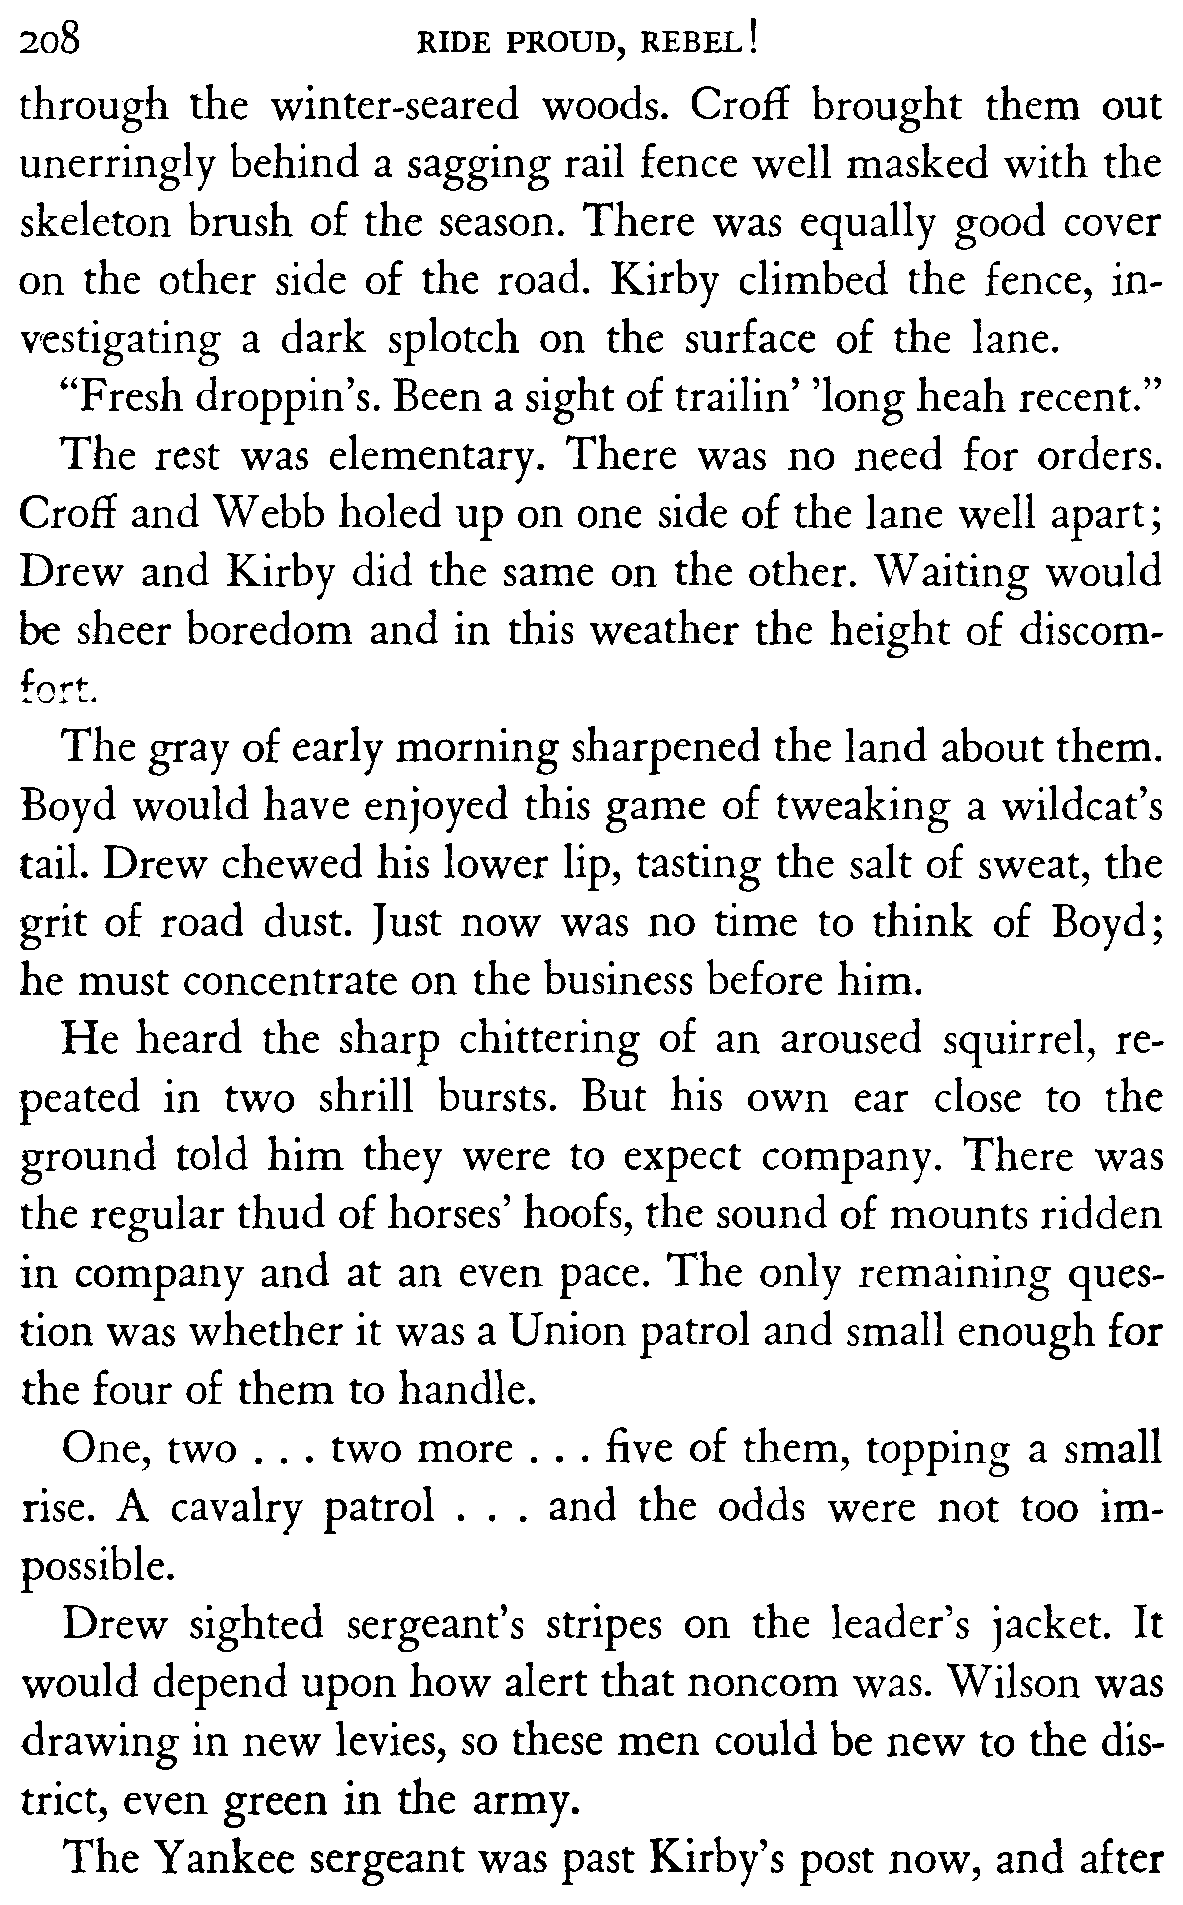 208 RIDE PROUD, REBEL!
through the winter-seared woods. Croff brought them out
unerringly behind a sagging rail fence well masked with the
skeleton brush of the season. There was equally good cover
on the other side of the road. Kirby climbed the fence, in-
vestigating a dark splotch on the surface of the lane.
“Fresh droppin’s. Been a sight of trailin’ ’long heah recent.”
The rest was elementary. There was no need for orders.
Croff and Webb holed up on one side of the lane well apart;
Drew and Kirby did the same on the other. Waiting would
be sheer boredom and in this weather the height of discom-
fort.
The gray of early morning sharpened the land about them.
Boyd would have enjoyed this game of tweaking a wildcat’s
tail. Drew chewed his lower lip, tasting the salt of sweat, the
grit of road dust. Just now was no time to think of Boyd;
he must concentrate on the business before him.
He heard the sharp chittering of an aroused squirrel, re-
peated in two shrill bursts. But his own ear close to the
ground told him they were to expect company. There was
the regular thud of horses’ hoofs, the sound of mounts ridden
in company and at an even pace. The only remaining ques-
tion was whether it was a Union patrol and small enough for
the four of them to handle.
One, two . . . two more . . . five of them, topping a small
rise. A cavalry patrol . . . and the odds were not too im-
possible.
Drew sighted sergeant’s stripes on the leader’s jacket. It
would depend upon how alert that noncom was. Wilson was
drawing in new levies, so these men could be new to the dis-
trict, even green in the army.
The Yankee sergeant was past Kirby’s post now, and after